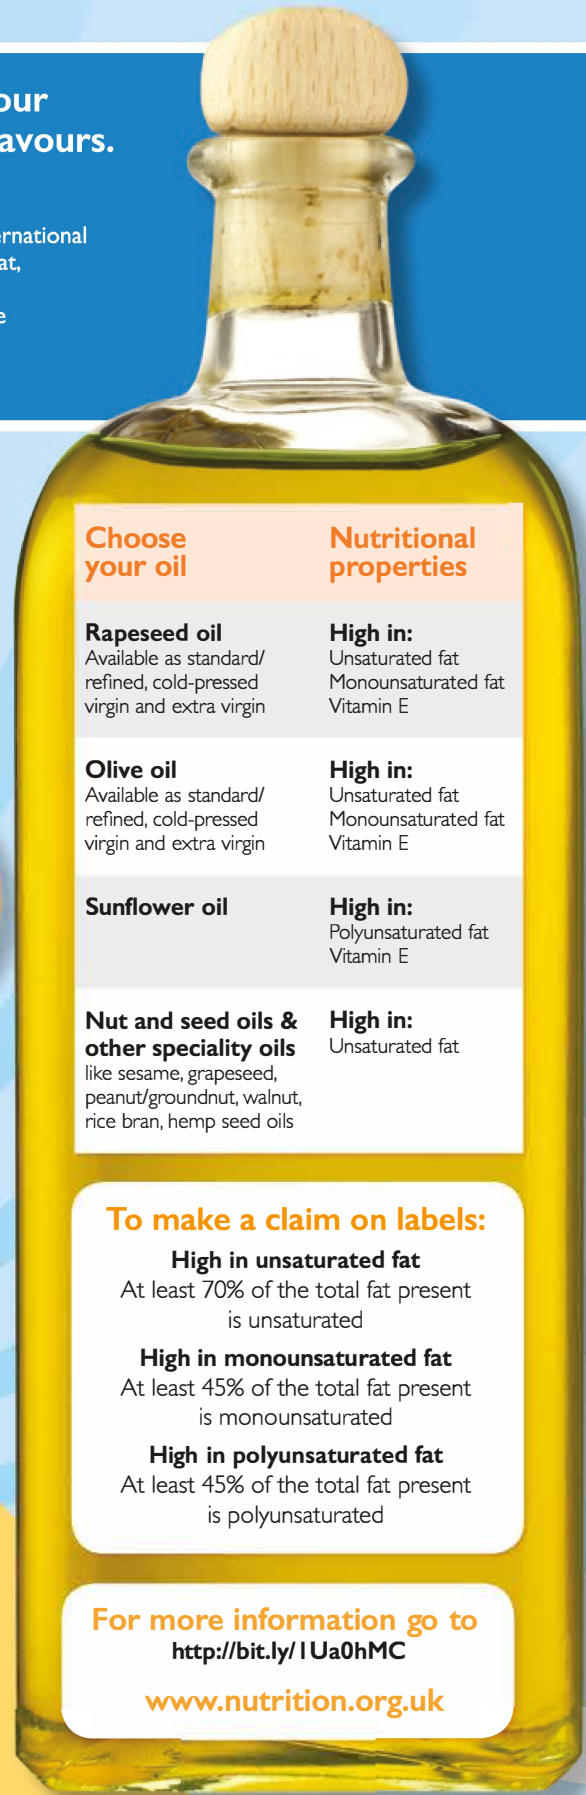 our
avours.
ernational
at,
e
Choose
your oil
Nutritional
properties
Rapeseed oil
Available as standard/
refined, cold-pressed
virgin and extra virgin
High in:
Unsaturated fat
Monounsaturated fat
Vitamin E
Olive oil
Available as standard/
refined, cold-pressed
virgin and extra virgin
High in:
Unsaturated fat
Monounsaturated fat
Vitamin E
Sunflower oil
High in:
Polyunsaturated fat
Vitamin E
Nut and seed oils &
other speciality oils
like sesame, grapeseed,
peanut/groundnut, walnut,
rice bran, hemp seed oils
High in:
Unsaturated fat
To make a claim on labels:
High in unsaturated fat
At least 70% of the total fat present
is unsaturated
High in monounsaturated fat
At least 45% of the total fat present
is monounsaturated
High in polyunsaturated fat
At least 45% of the total fat present
is polyunsaturated
For more information go to
http://bit.ly/1Ua0hMC
www.nutrition.org.uk